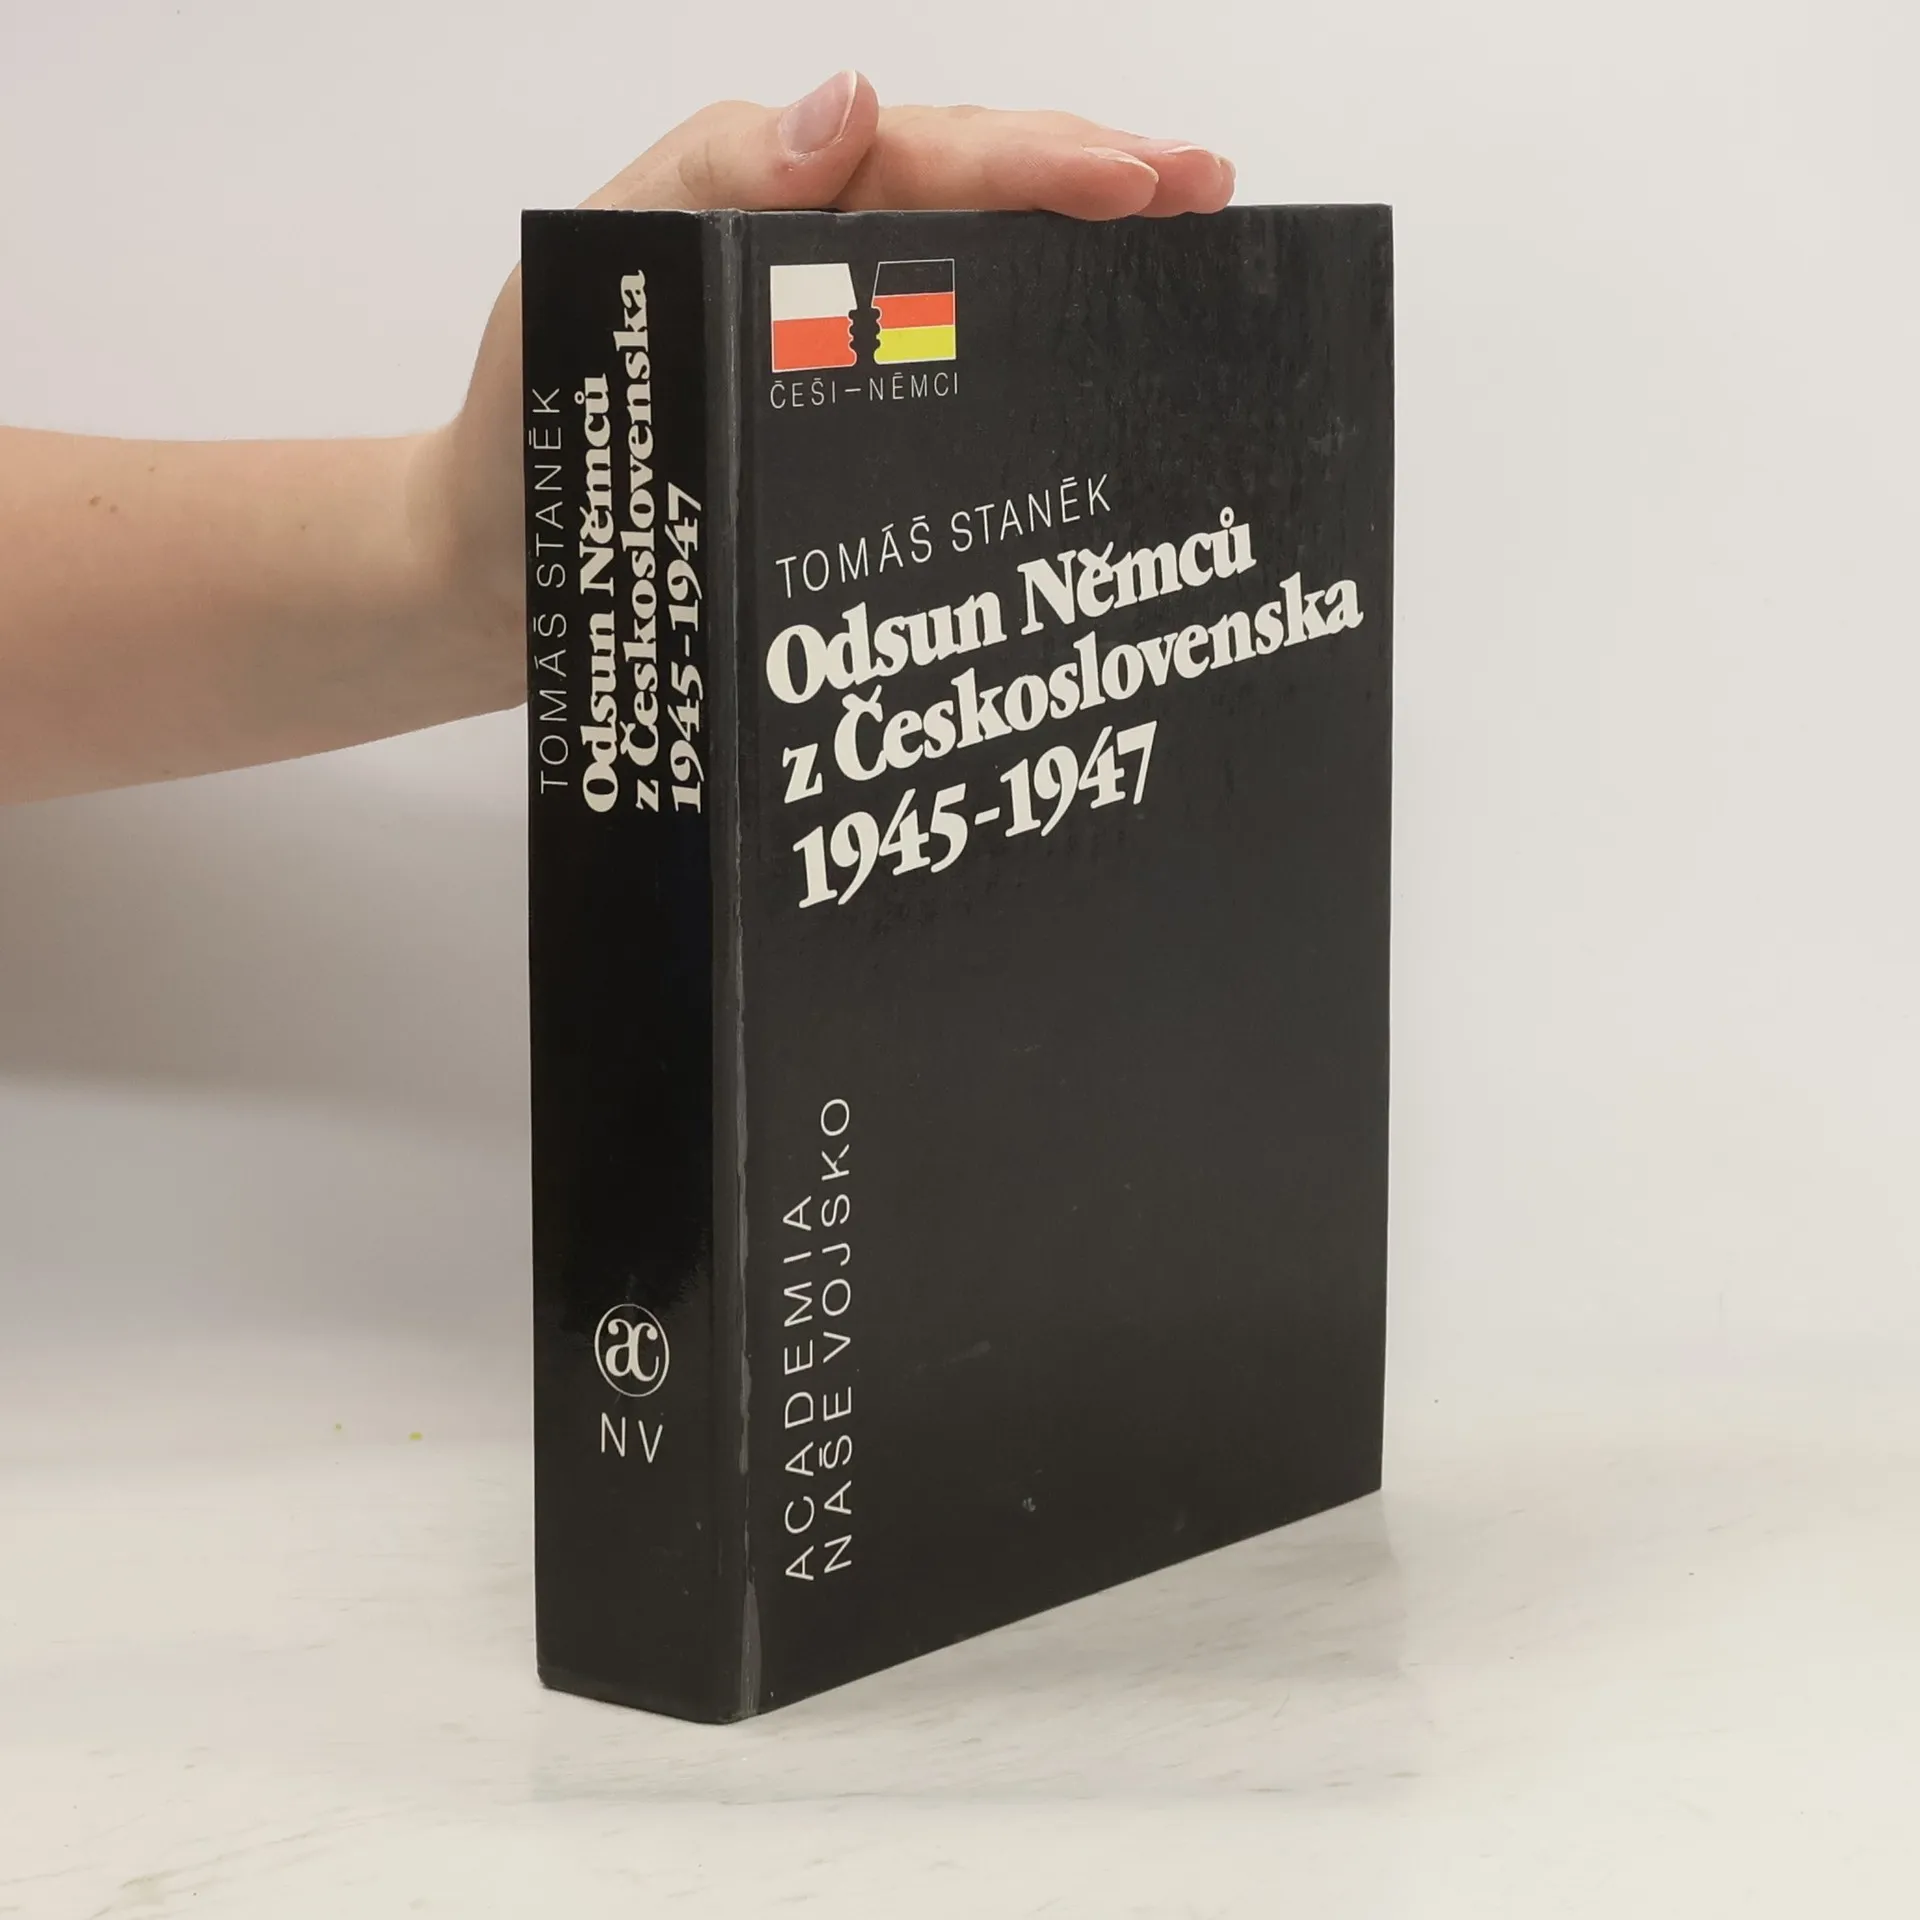 TOMÁŠ STANĚK
Odsun Němců
z Československa
1945-1947
ac
NV
ČEŠI–NĚMCI
TOMÁŠ STANĚK
Odsun Němců
z Československa
1945-1947
ACADEMIA
NAŠE VOJSKO